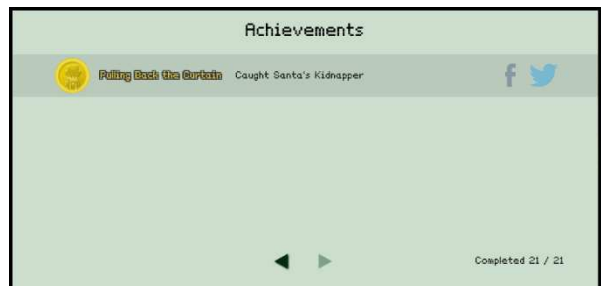 Achievements
Pulling Back the Curtain Caught Santa's Kidnapper
Completed 21 / 21